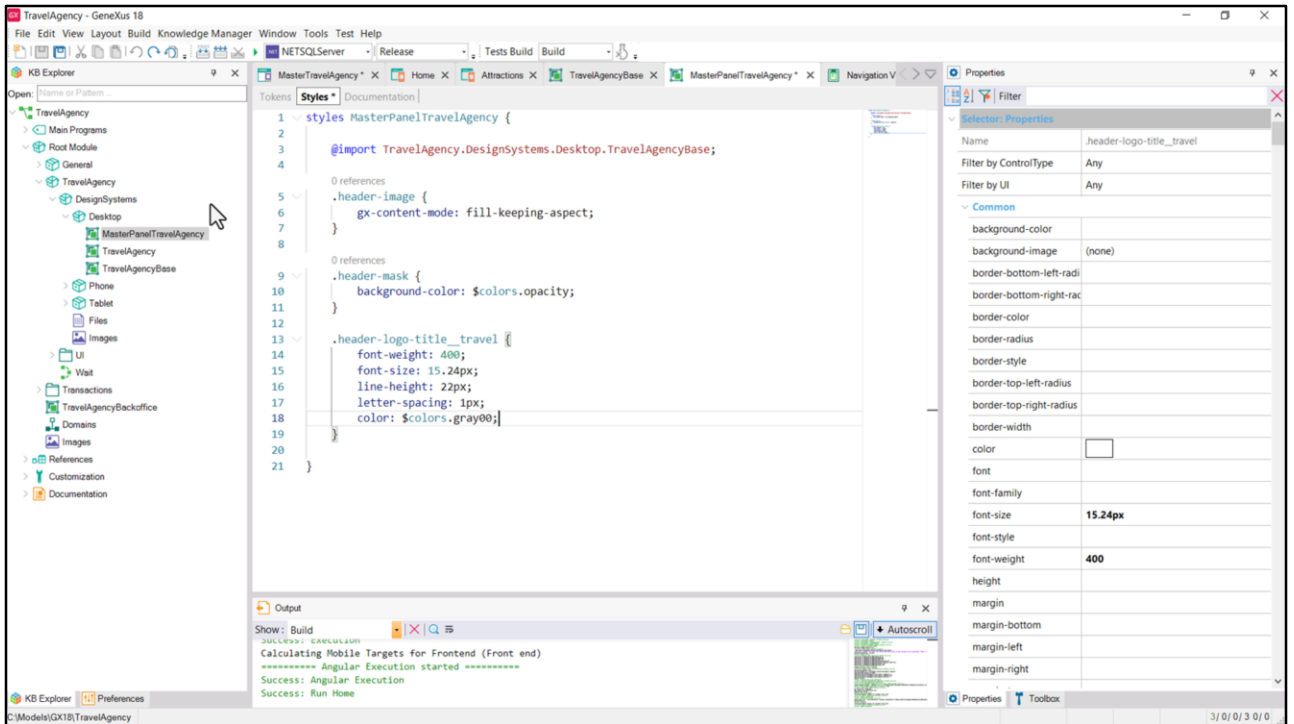 GX TravelAgency - GeneXus 18
File Edit View Layout Build Knowledge Manager Window Tools Test Help
NETSQLServer Release Tests Build Build
KB Explorer
Open: Name or Pattern ...
TravelAgency
Main Programs
Root Module
General
TravelAgency
DesignSystems
Desktop
MasterPanelTravelAgency
TravelAgency
TravelAgencyBase
Phone
Tablet
Files
Images
UI
Wait
Transactions
TravelAgencyBackoffice
Domains
Images
References
Customization
Documentation
KB Explorer Preferences
MasterTravelAgency * X Home X Attractions X TravelAgencyBase X MasterPanelTravelAgency * X Navigation V
Tokens Styles * Documentation
1 styles MasterPanelTravelAgency {
2
3 @import TravelAgency.DesignSystems.Desktop.TravelAgencyBase;
4
0 references
5 .header-image {
6 gx-content-mode: fill-keeping-aspect;
7 }
8
0 references
9 .header-mask {
10 background-color: $colors.opacity;
11 }
12
13 .header-logo-title__travel {
14 font-weight: 400;
15 font-size: 15.24px;
16 line-height: 22px;
17 letter-spacing: 1px;
18 color: $colors.gray00;
19 }
20
21 }
Output
Show: Build Autoscroll
Success: Execution
Calculating Mobile Targets for Frontend (Front end)
========== Angular Execution started ==========
Success: Angular Execution
Success: Run Home
Properties
Filter
Selector: Properties
Name .header-logo-title__travel
Filter by ControlType Any
Filter by UI Any
Common
background-color
background-image (none)
border-bottom-left-radi
border-bottom-right-rac
border-color
border-radius
border-style
border-top-left-radius
border-top-right-radius
border-width
color
font
font-family
font-size 15.24px
font-style
font-weight 400
height
margin
margin-bottom
margin-left
margin-right
Properties Toolbox
C:\Models\GX18\TravelAgency
3/ 0/ 0/ 3 0/ 0